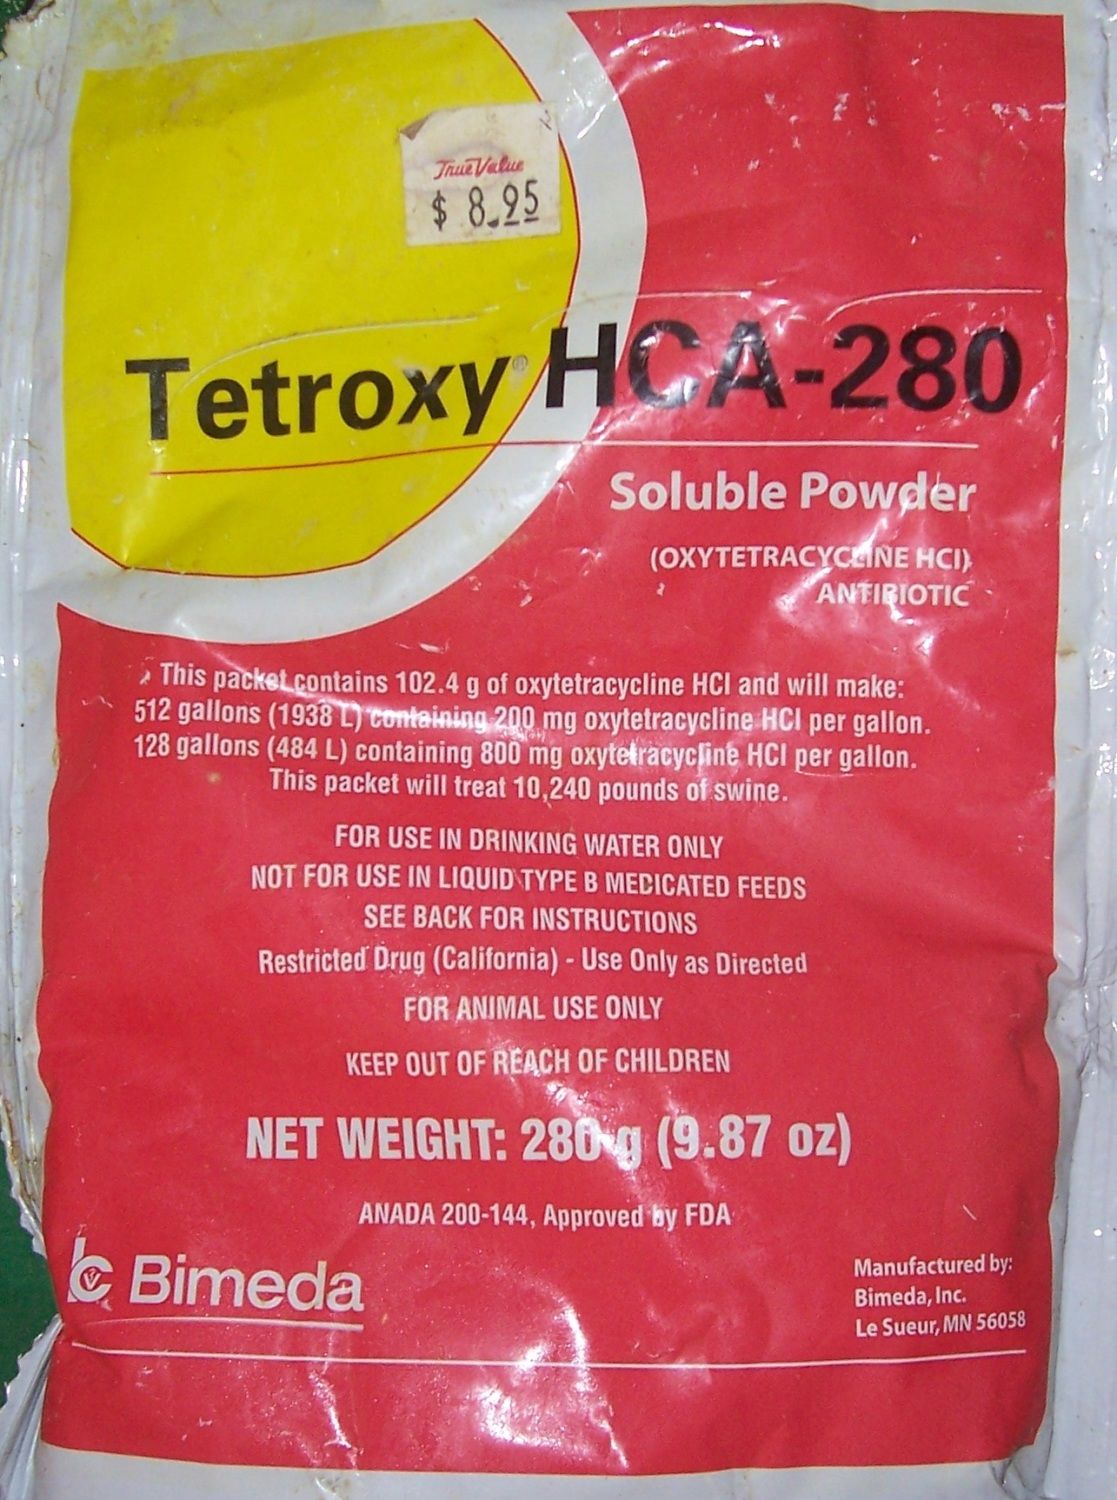 TrueValue
$ 8.95
Tetroxy® HCA-280
Soluble Powder
(OXYTETRACYCLINE HCl)
ANTIBIOTIC
This packet contains 102.4 g of oxytetracycline HCl and will make:
512 gallons (1938 L) containing 200 mg oxytetracycline HCl per gallon.
128 gallons (484 L) containing 800 mg oxytetracycline HCl per gallon.
This packet will treat 10,240 pounds of swine.
FOR USE IN DRINKING WATER ONLY
NOT FOR USE IN LIQUID TYPE B MEDICATED FEEDS
SEE BACK FOR INSTRUCTIONS
Restricted Drug (California) - Use Only as Directed
FOR ANIMAL USE ONLY
KEEP OUT OF REACH OF CHILDREN
NET WEIGHT: 280 g (9.87 oz)
ANADA 200-144, Approved by FDA
Bimeda
Manufactured by:
Bimeda, Inc.
Le Sueur, MN 56058